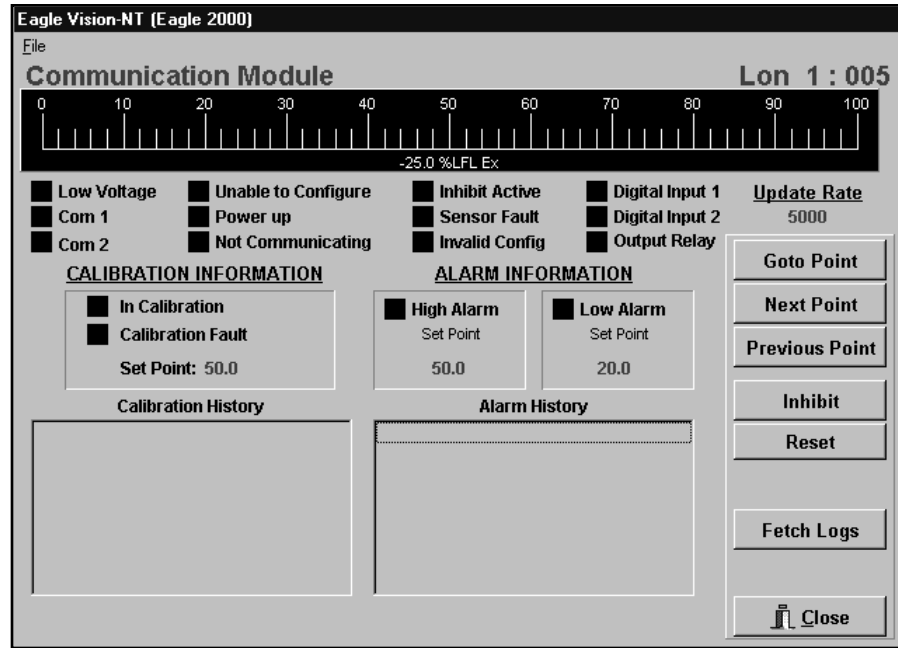 Eagle Vision-NT (Eagle 2000)
File
Communication Module Lon 1 : 005
0 10 20 30 40 50 60 70 80 90 100
-25.0 %LFL Ex
Low Voltage Unable to Configure Inhibit Active Digital Input 1 Update Rate
Com 1 Power up Sensor Fault Digital Input 2 5000
Com 2 Not Communicating Invalid Config Output Relay
CALIBRATION INFORMATION ALARM INFORMATION
Goto Point
In Calibration High Alarm Low Alarm Next Point
Calibration Fault Set Point Set Point
Previous Point
Set Point: 50.0 50.0 20.0
Calibration History Alarm History Inhibit
Reset
Fetch Logs
Close